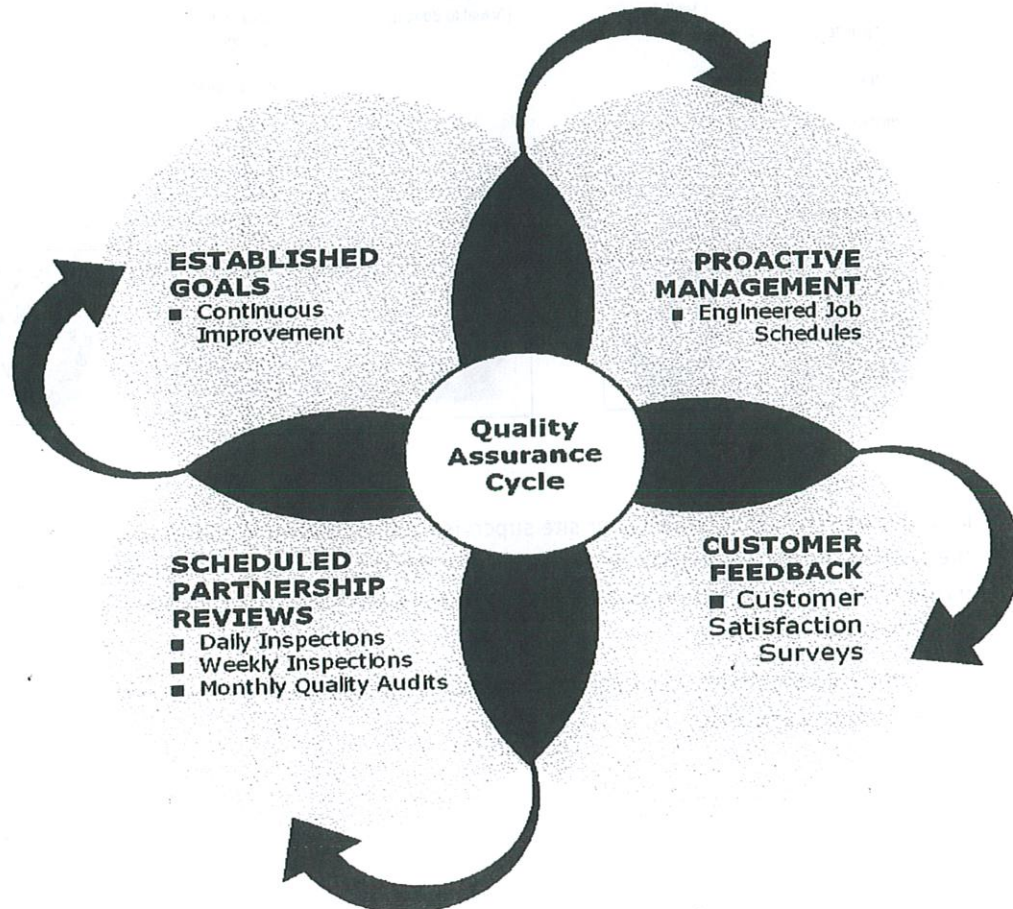 ESTABLISHED
GOALS
■ Continuous
Improvement
PROACTIVE
MANAGEMENT
■ Engineered Job
Schedules
Quality
Assurance
Cycle
SCHEDULED
PARTNERSHIP
REVIEWS
■ Daily Inspections
■ Weekly Inspections
■ Monthly Quality Audits
CUSTOMER
FEEDBACK
■ Customer
Satisfaction
Surveys